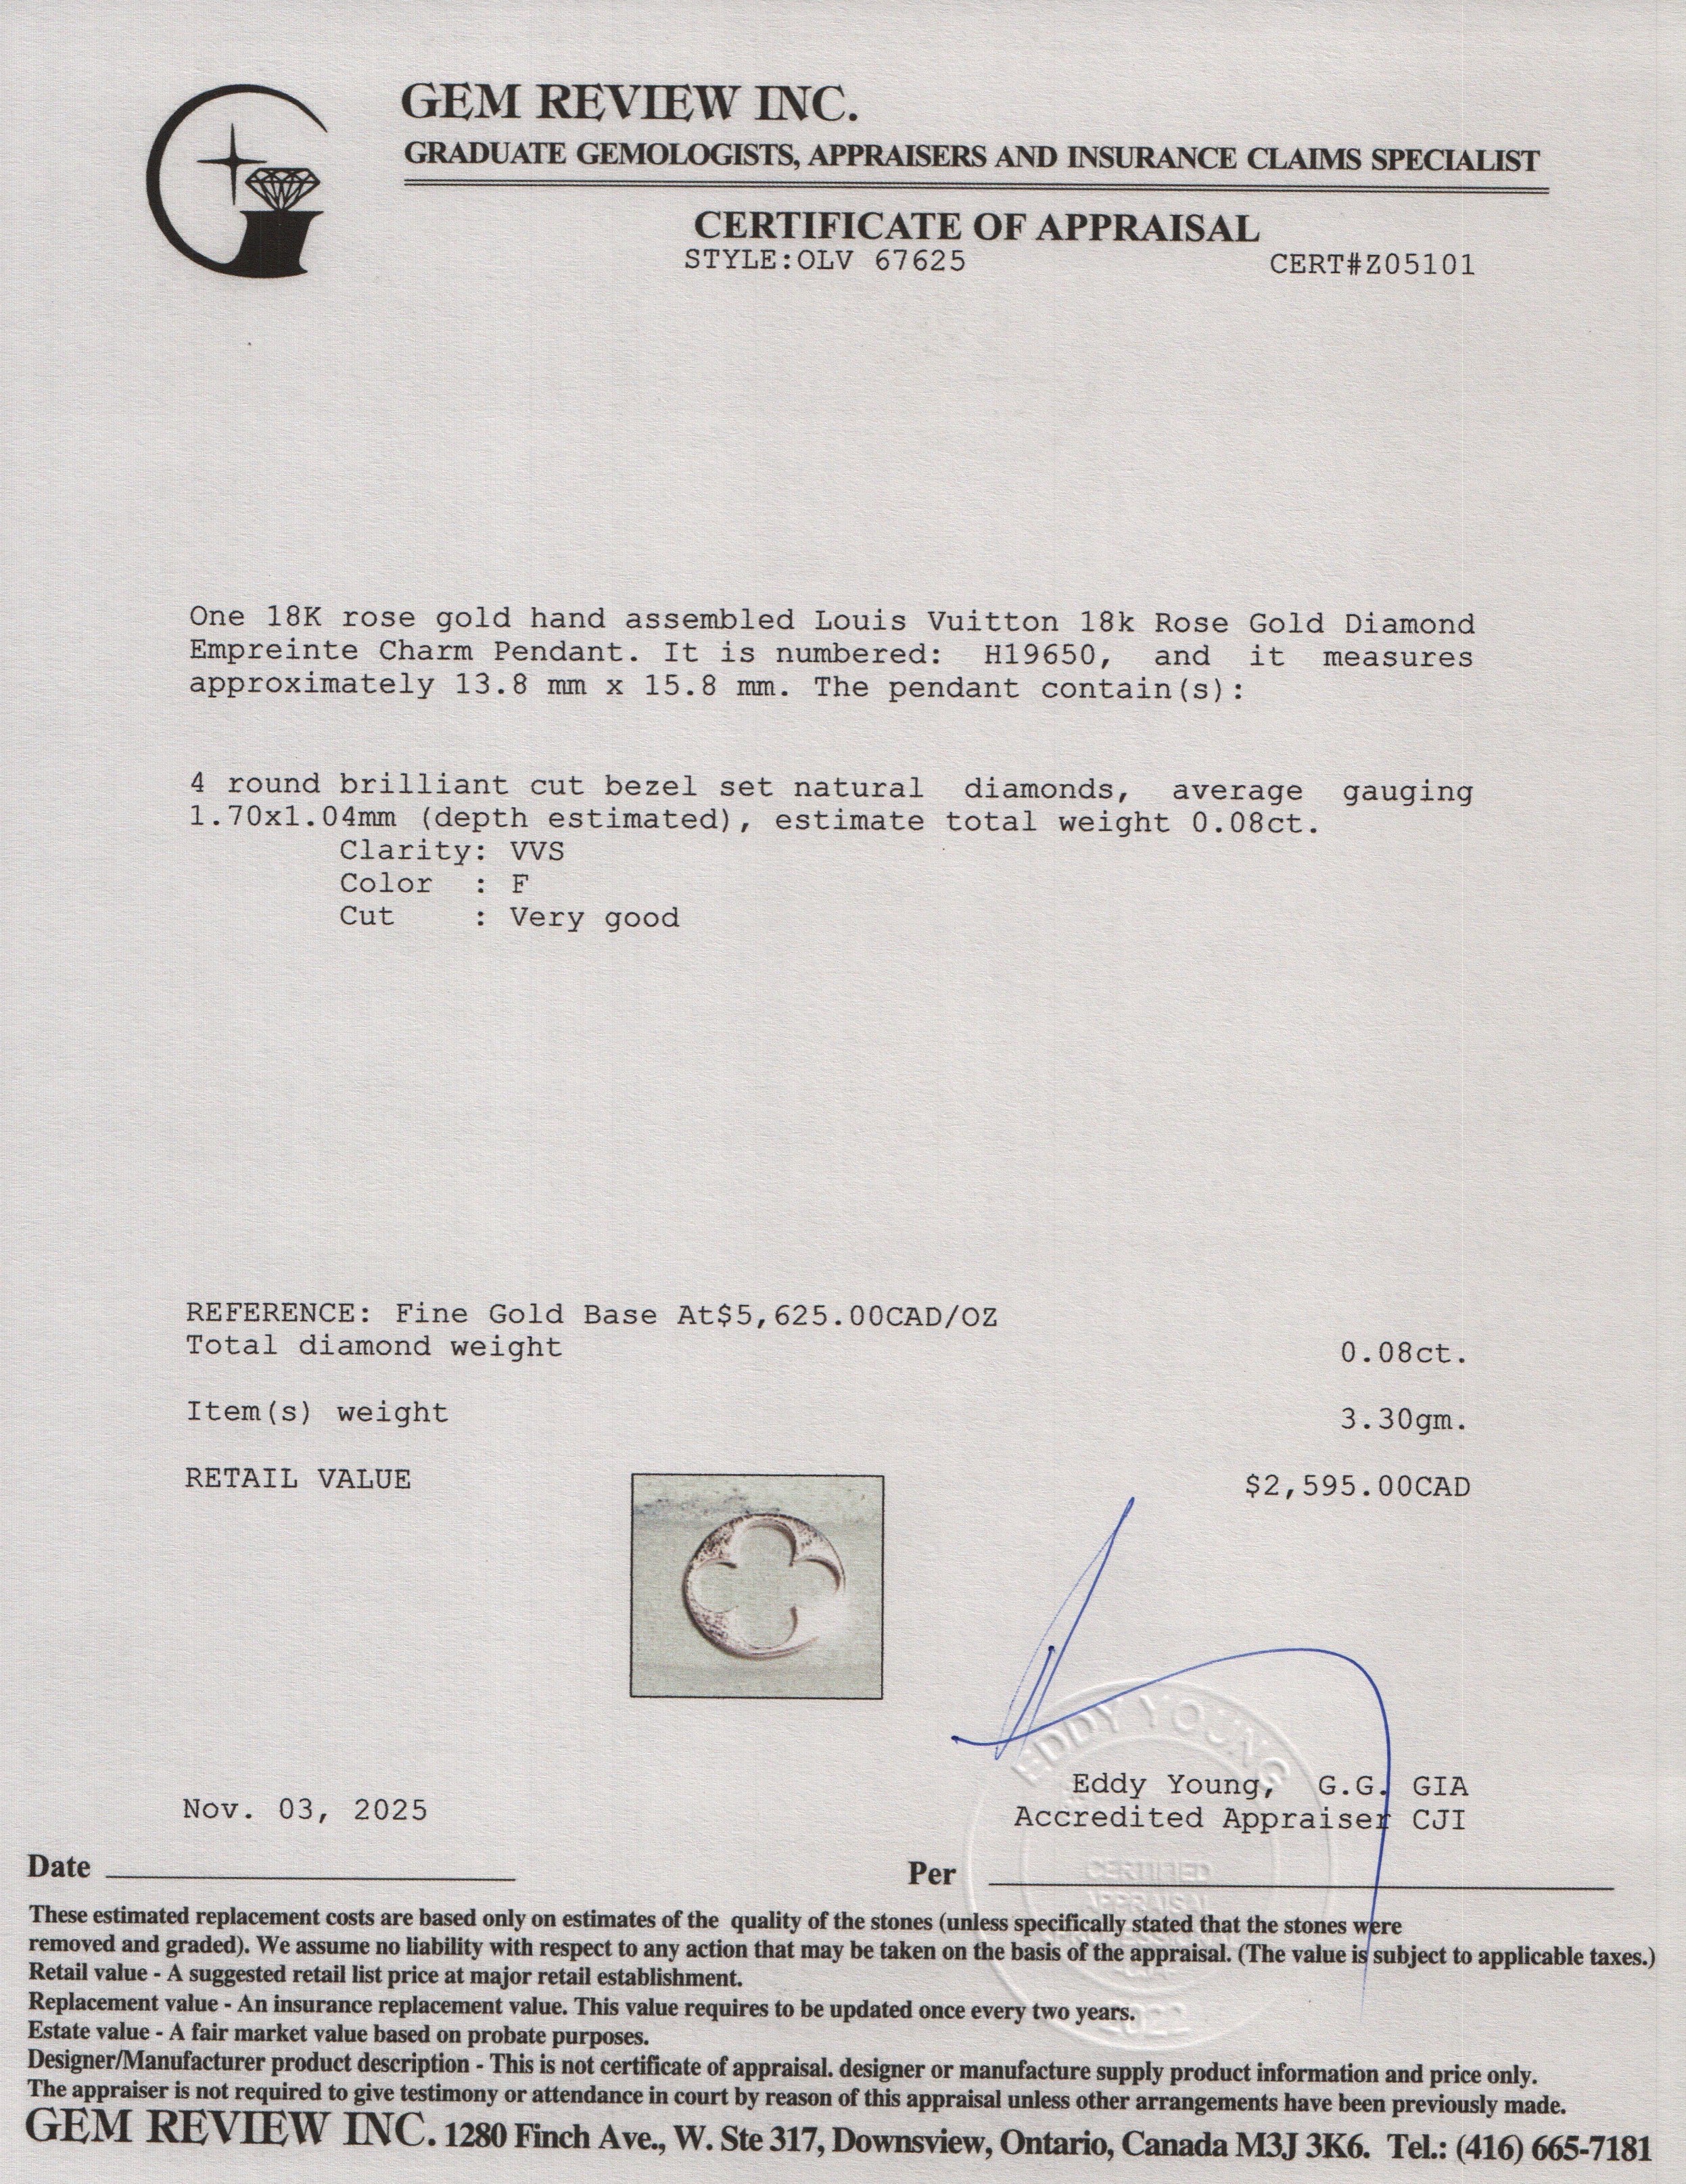 GEM REVIEW INC.
GRADUATE GEMOLOGISTS, APPRAISERS AND INSURANCE CLAIMS SPECIALIST
CERTIFICATE OF APPRAISAL
STYLE:OLV 67625 CERT#Z05101
One 18K rose gold hand assembled Louis Vuitton 18k Rose Gold Diamond
Empreinte Charm Pendant. It is numbered: H19650, and it measures
approximately 13.8 mm x 15.8 mm. The pendant contain(s):
4 round brilliant cut bezel set natural diamonds, average gauging
1.70x1.04mm (depth estimated), estimate total weight 0.08ct.
Clarity: VVS
Color : F
Cut : Very good
REFERENCE: Fine Gold Base At$5,625.00CAD/OZ
Total diamond weight 0.08ct.
Item(s) weight 3.30gm.
RETAIL VALUE $2,595.00CAD
EDDY YOUNG
Eddy Young, G.G. GIA
Nov. 03, 2025 Accredited Appraiser CJI
Date Per
CERTIFIED
APPRAISAL
2022
These estimated replacement costs are based only on estimates of the quality of the stones (unless specifically stated that the stones were
removed and graded). We assume no liability with respect to any action that may be taken on the basis of the appraisal. (The value is subject to applicable taxes.)
Retail value - A suggested retail list price at major retail establishment.
Replacement value - An insurance replacement value. This value requires to be updated once every two years.
Estate value - A fair market value based on probate purposes.
Designer/Manufacturer product description - This is not certificate of appraisal. designer or manufacture supply product information and price only.
The appraiser is not required to give testimony or attendance in court by reason of this appraisal unless other arrangements have been previously made.
GEM REVIEW INC. 1280 Finch Ave., W. Ste 317, Downsview, Ontario, Canada M3J 3K6. Tel.: (416) 665-7181